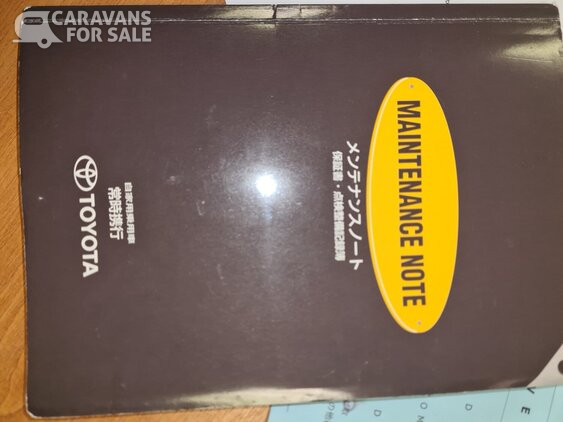 CARAVANS
FOR SALE
MAINTENANCE NOTE
メンテナンスノート
保証書・点検整備記録簿
自家用乗用車
常時携行
TOYOTA
V E
D
O M
D